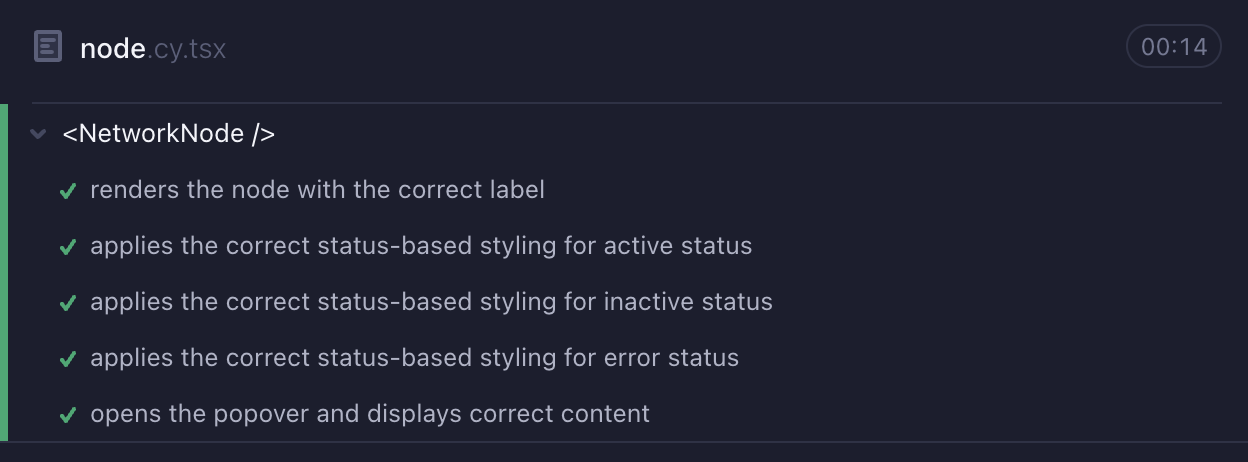 node.cy.tsx
00:14
<NetworkNode />
renders the node with the correct label
applies the correct status-based styling for active status
applies the correct status-based styling for inactive status
applies the correct status-based styling for error status
opens the popover and displays correct content